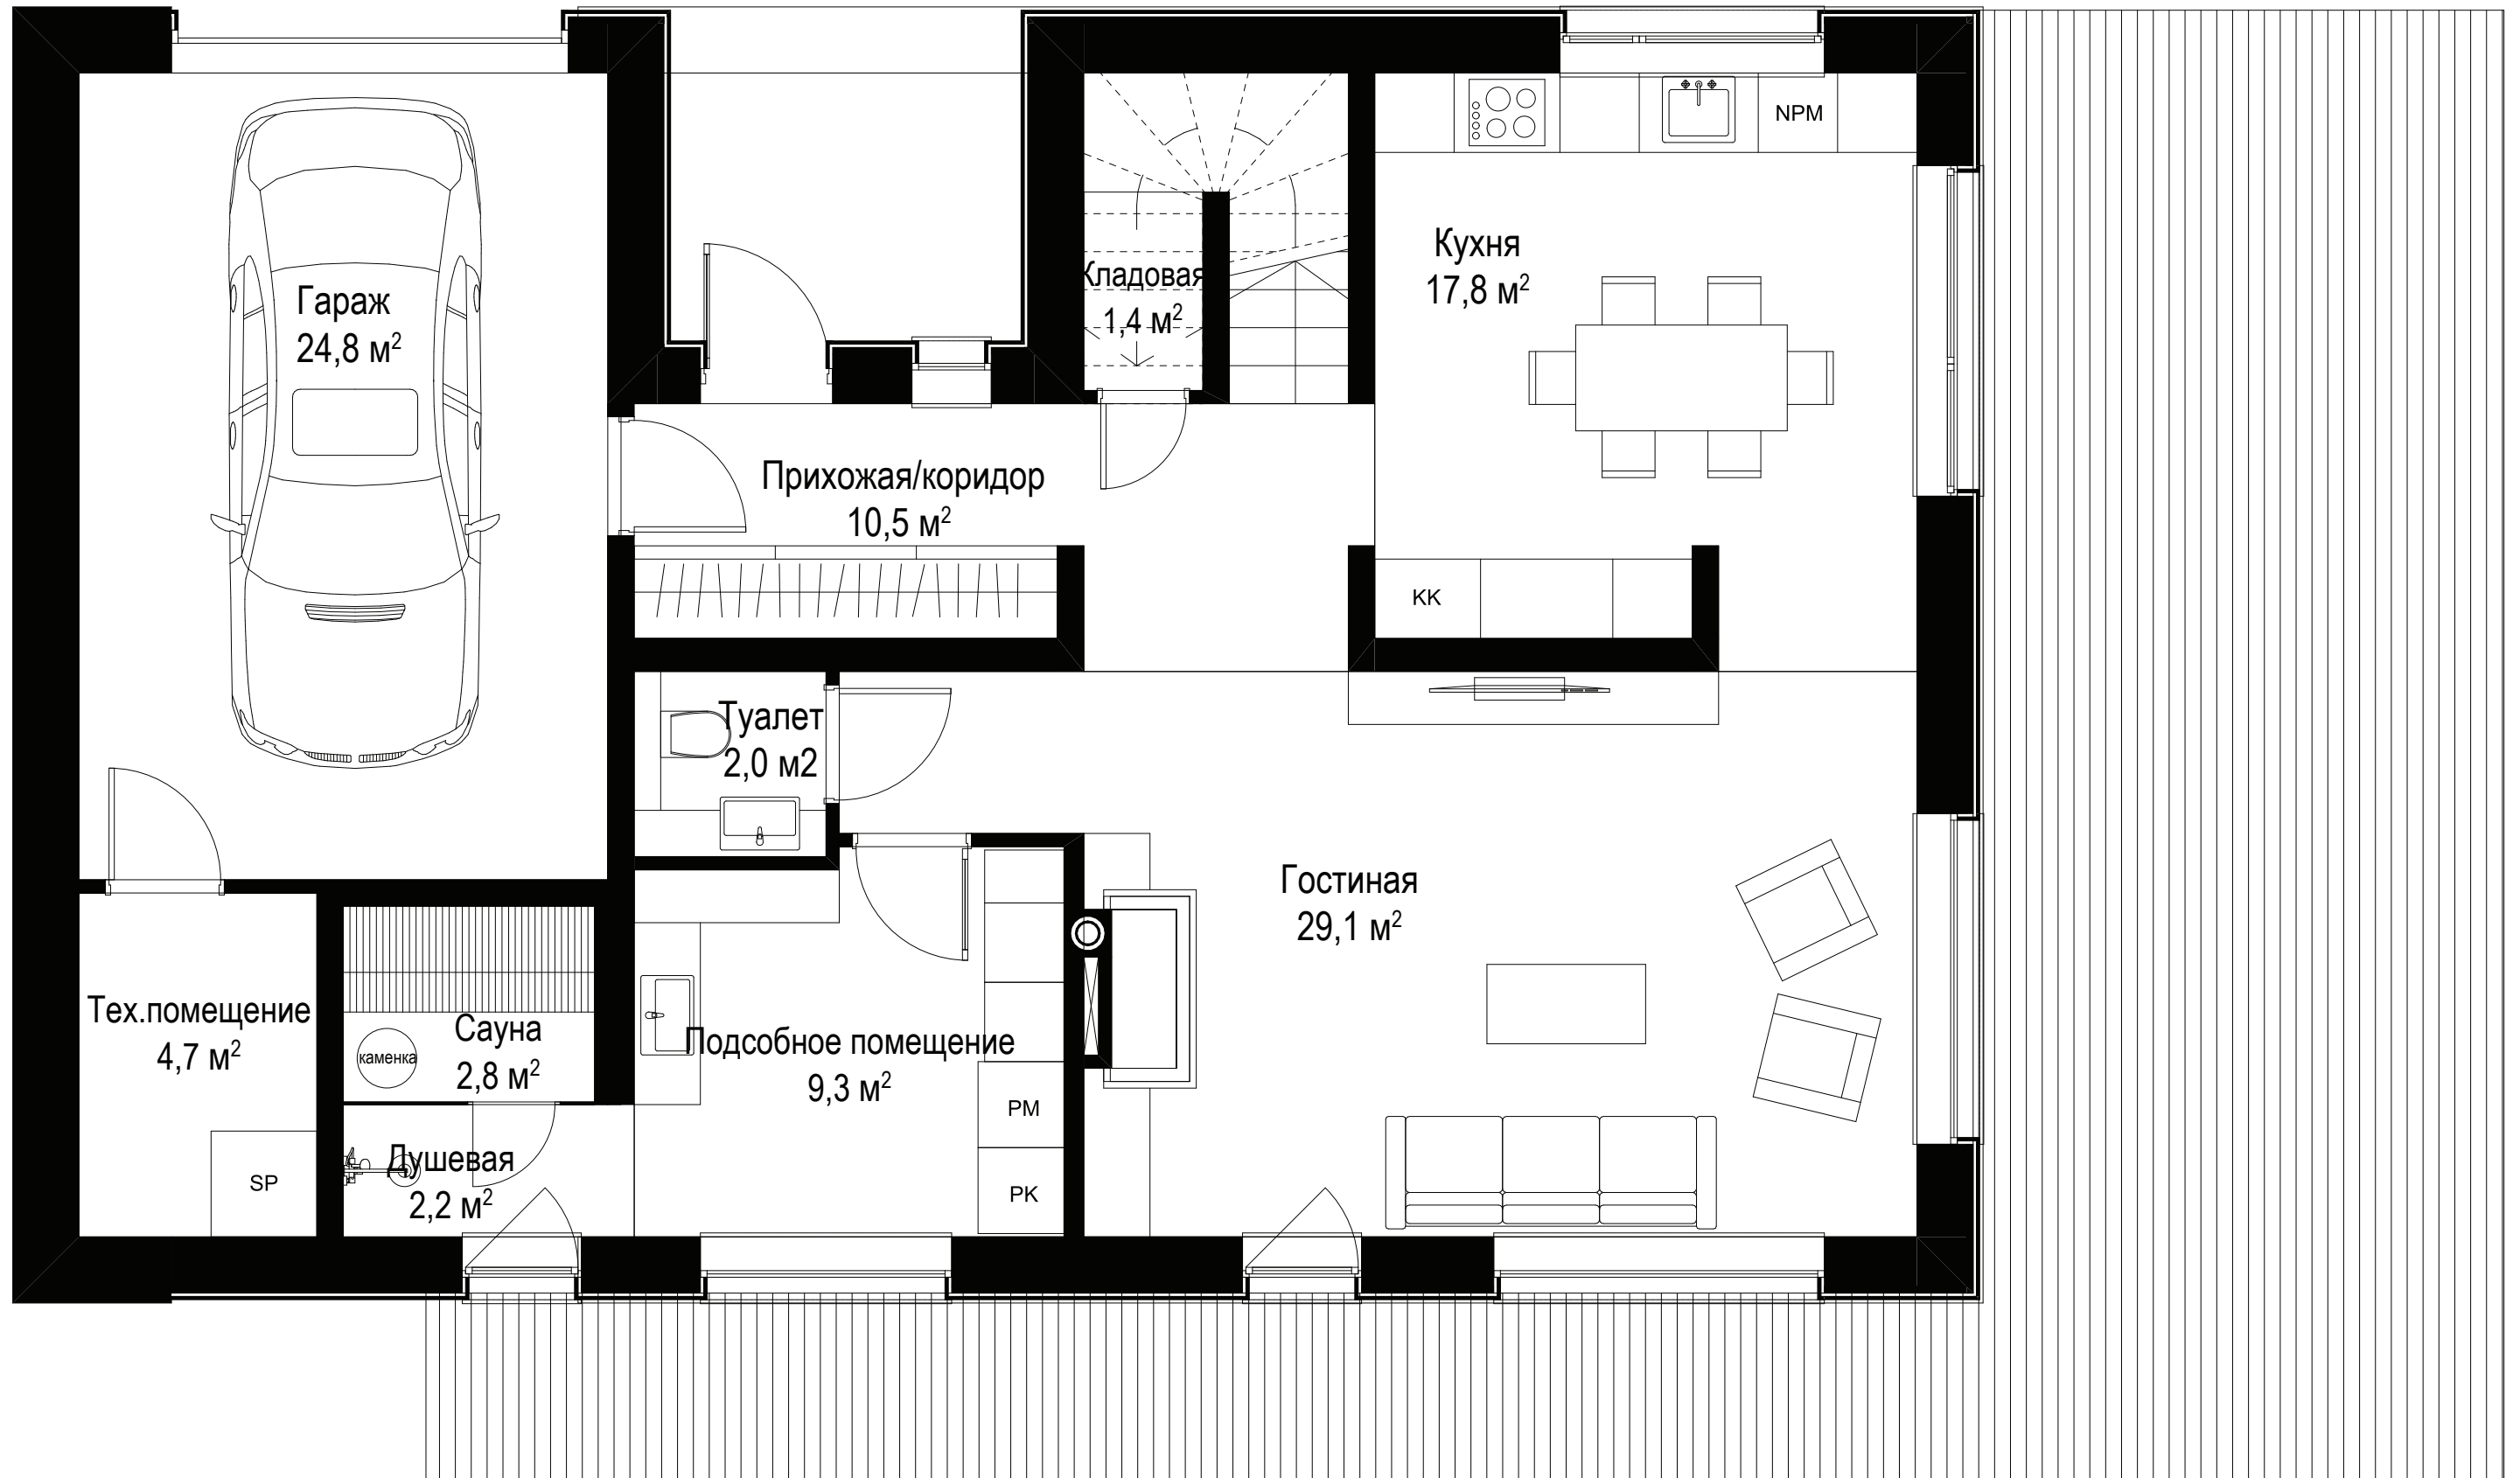 NPM
Кухня
17,8 м²
Кладовая
1,4 м²
Гараж
24,8 м²
Прихожая/коридор
10,5 м²
KK
Туалет
2,0 м2
Гостиная
29,1 м²
Тех.помещение
4,7 м²
Сауна
2,8 м²
каменка
Подсобное помещение
9,3 м²
PM
Душевая
2,2 м²
SP
PK